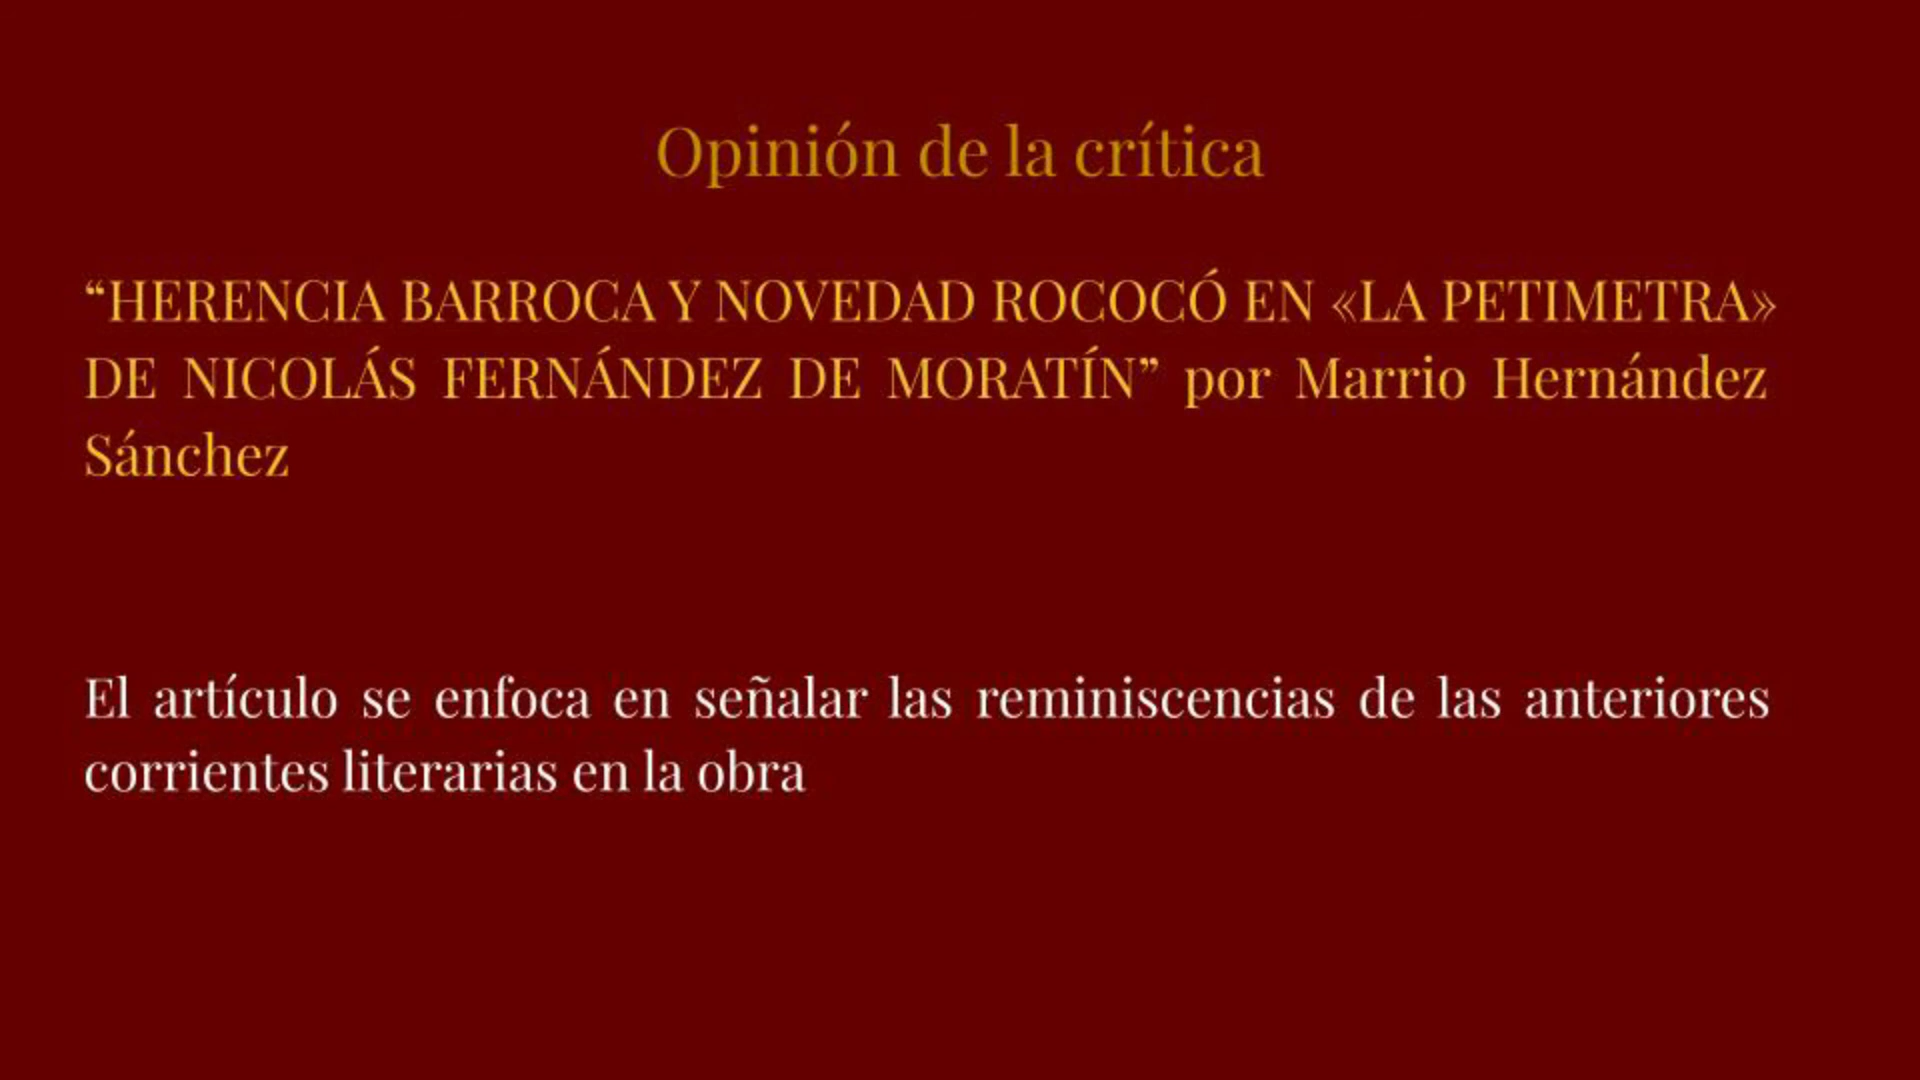 Opinión de la crítica
“HERENCIA BARROCA Y NOVEDAD ROCOCÓ EN «LA PETIMETRA»
DE NICOLÁS FERNÁNDEZ DE MORATÍN” por Marrio Hernández
Sánchez
El artículo se enfoca en señalar las reminiscencias de las anteriores
corrientes literarias en la obra